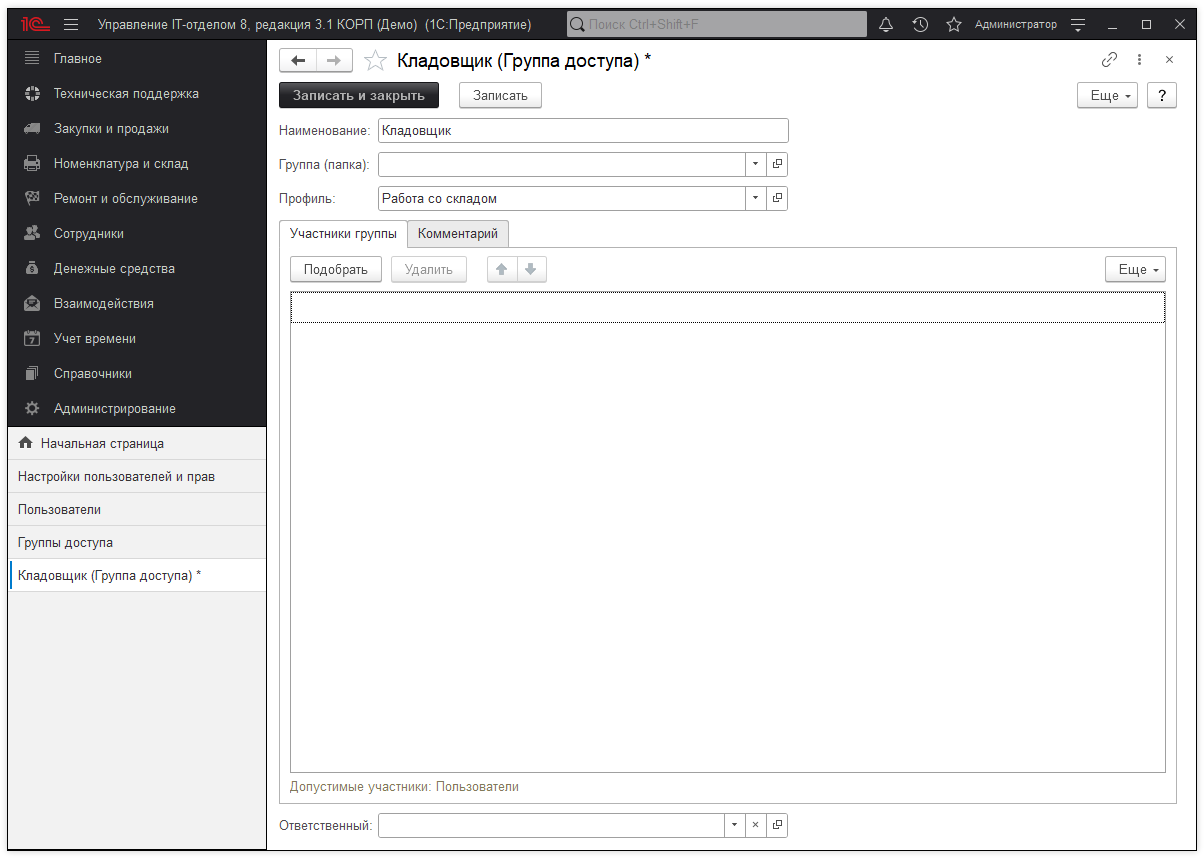 1С Управление IT-отделом 8, редакция 3.1 КОРП (Демо) (1С:Предприятие) Поиск Ctrl+Shift+F Администратор
Главное
Техническая поддержка
Закупки и продажи
Номенклатура и склад
Ремонт и обслуживание
Сотрудники
Денежные средства
Взаимодействия
7 Учет времени
Справочники
Администрирование
Начальная страница
Настройки пользователей и прав
Пользователи
Группы доступа
Кладовщик (Группа доступа) *
Кладовщик (Группа доступа) *
Записать и закрыть Записать Еще ?
Наименование: Кладовщик
Группа (папка):
Профиль: Работа со складом
Участники группы Комментарий
Подобрать Удалить Еще
Допустимые участники: Пользователи
Ответственный: